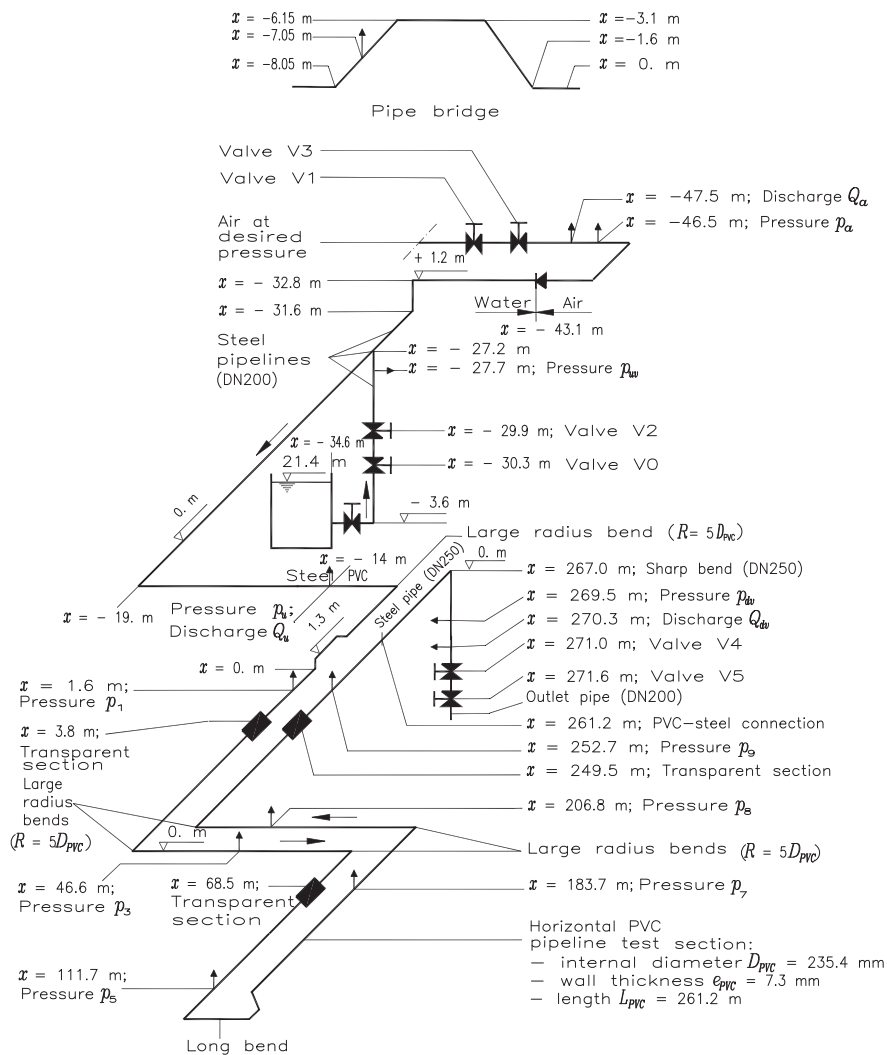 x = −6.15 m
x = −7.05 m
x = −8.05 m
x = −3.1 m
x = −1.6 m
x = 0. m
Pipe bridge
Valve V3
Valve V1
Air at
desired
pressure
x = −47.5 m; Discharge Qa
x = −46.5 m; Pressure pa
+ 1.2 m
x = − 32.8 m
x = − 31.6 m
Water
Air
x = − 43.1 m
Steel
pipelines
(DN200)
x = − 27.2 m
x = − 27.7 m; Pressure puv
x = − 29.9 m; Valve V2
x = − 30.3 m Valve V0
x = − 34.6 m
21.4 m
− 3.6 m
0. m
Large radius bend (R= 5DPVC)
x = − 14 m
Steel
PVC
x = − 19. m
Pressure pu;
Discharge Qu
1.3 m
Steel pipe (DN250)
0. m
x = 267.0 m; Sharp bend (DN250)
x = 269.5 m; Pressure pdv
x = 270.3 m; Discharge Qdv
x = 271.0 m; Valve V4
x = 271.6 m; Valve V5
Outlet pipe (DN200)
x = 261.2 m; PVC−steel connection
x = 252.7 m; Pressure p9
x = 249.5 m; Transparent section
x = 206.8 m; Pressure p8
x = 0. m
x = 1.6 m;
Pressure p1
x = 3.8 m;
Transparent
section
Large
radius
bends
(R = 5DPVC)
0. m
Large radius bends (R = 5DPVC)
x = 46.6 m;
Pressure p3
x = 68.5 m;
Transparent
section
x = 183.7 m; Pressure p7
Horizontal PVC
pipeline test section:
− internal diameter DPVC = 235.4 mm
− wall thickness ePVC = 7.3 mm
− length LPVC = 261.2 m
x = 111.7 m;
Pressure p5
Long bend